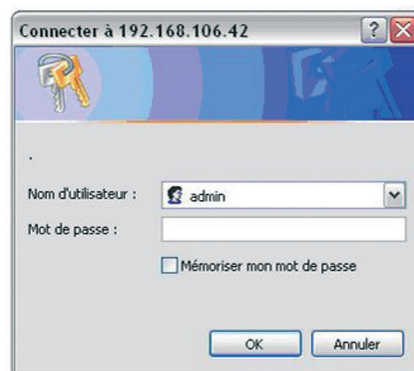 Connecter à 192.168.106.42
.
Nom d'utilisateur :
admin
Mot de passe :
Mémoriser mon mot de passe
OK
Annuler